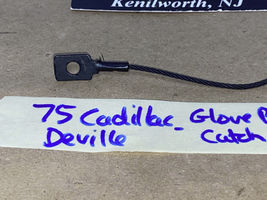 Kenilworth, NJ
75 Cadillac - Glove B
Deville Catch